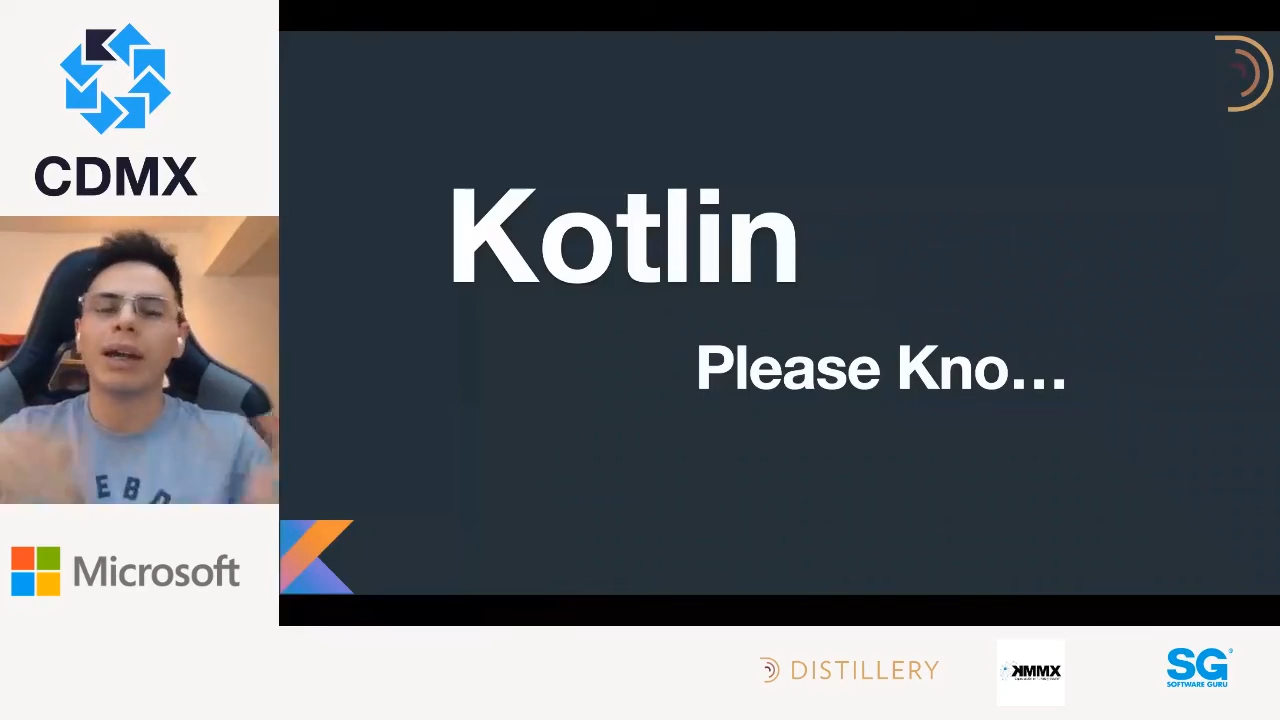 CDMX
Kotlin
Please Kno…
Microsoft
DISTILLERY
KMMX
SG
SOFTWARE GURU